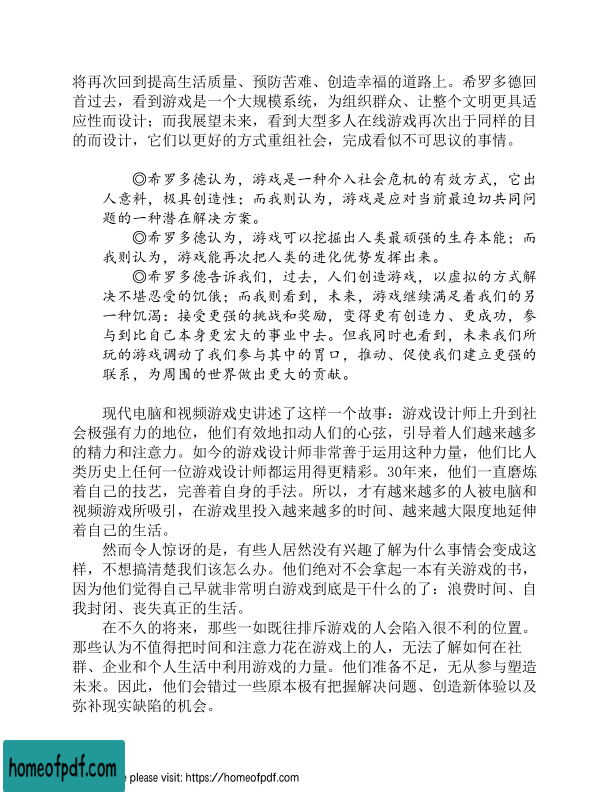 将再次回到提高生活质量、预防苦难、创造幸福的道路上。希罗多德回
首过去，看到游戏是一个大规模系统，为组织群众、让整个文明更具适
应性而设计；而我展望未来，看到大型多人在线游戏再次出于同样的目
的而设计，它们以更好的方式重组社会，完成看似不可思议的事情。
◎希罗多德认为，游戏是一种介入社会危机的有效方式，它出
人意料，极具创造性；而我则认为，游戏是应对当前最迫切共同问
题的一种潜在解决方案。
◎希罗多德认为，游戏可以挖掘出人类最顽强的生存本能；而
我则认为，游戏能再次把人类的进化优势发挥出来。
◎希罗多德告诉我们，过去，人们创造游戏，以虚拟的方式解
决不堪忍受的饥饿；而我则看到，未来，游戏继续满足着我们的另
一种饥渴：接受更强的挑战和奖励，变得更有创造力、更成功，参
与到比自己本身更宏大的事业中去。但我同时也看到，未来我们所
玩的游戏调动了我们参与其中的胃口，推动、促使我们建立更强的
联系，为周围的世界做出更大的贡献。
现代电脑和视频游戏史讲述了这样一个故事：游戏设计师上升到社
会极强有力的地位，他们有效地扣动人们的心弦，引导着人们越来越多
的精力和注意力。如今的游戏设计师非常善于运用这种力量，他们比人
类历史上任何一位游戏设计师都运用得更精彩。30年来，他们一直磨炼
着自己的技艺，完善着自身的手法。所以，才有越来越多的人被电脑和
视频游戏所吸引，在游戏里投入越来越多的时间、越来越大限度地延伸
着自己的生活。
然而令人惊讶的是，有些人居然没有兴趣了解为什么事情会变成这
样，不想搞清楚我们该怎么办。他们绝对不会拿起一本有关游戏的书，
因为他们觉得自己早就非常明白游戏到底是干什么的了：浪费时间、自
我封闭、丧失真正的生活。
在不久的将来，那些一如既往排斥游戏的人会陷入很不利的位置。
那些认为不值得把时间和注意力花在游戏上的人，无法了解如何在社
群、企业和个人生活中利用游戏的力量。他们准备不足，无从参与塑造
未来。因此，他们会错过一些原本极有把握解决问题、创造新体验以及
弥补现实缺陷的机会。
homeofpdf.com
please visit: https://homeofpdf.com